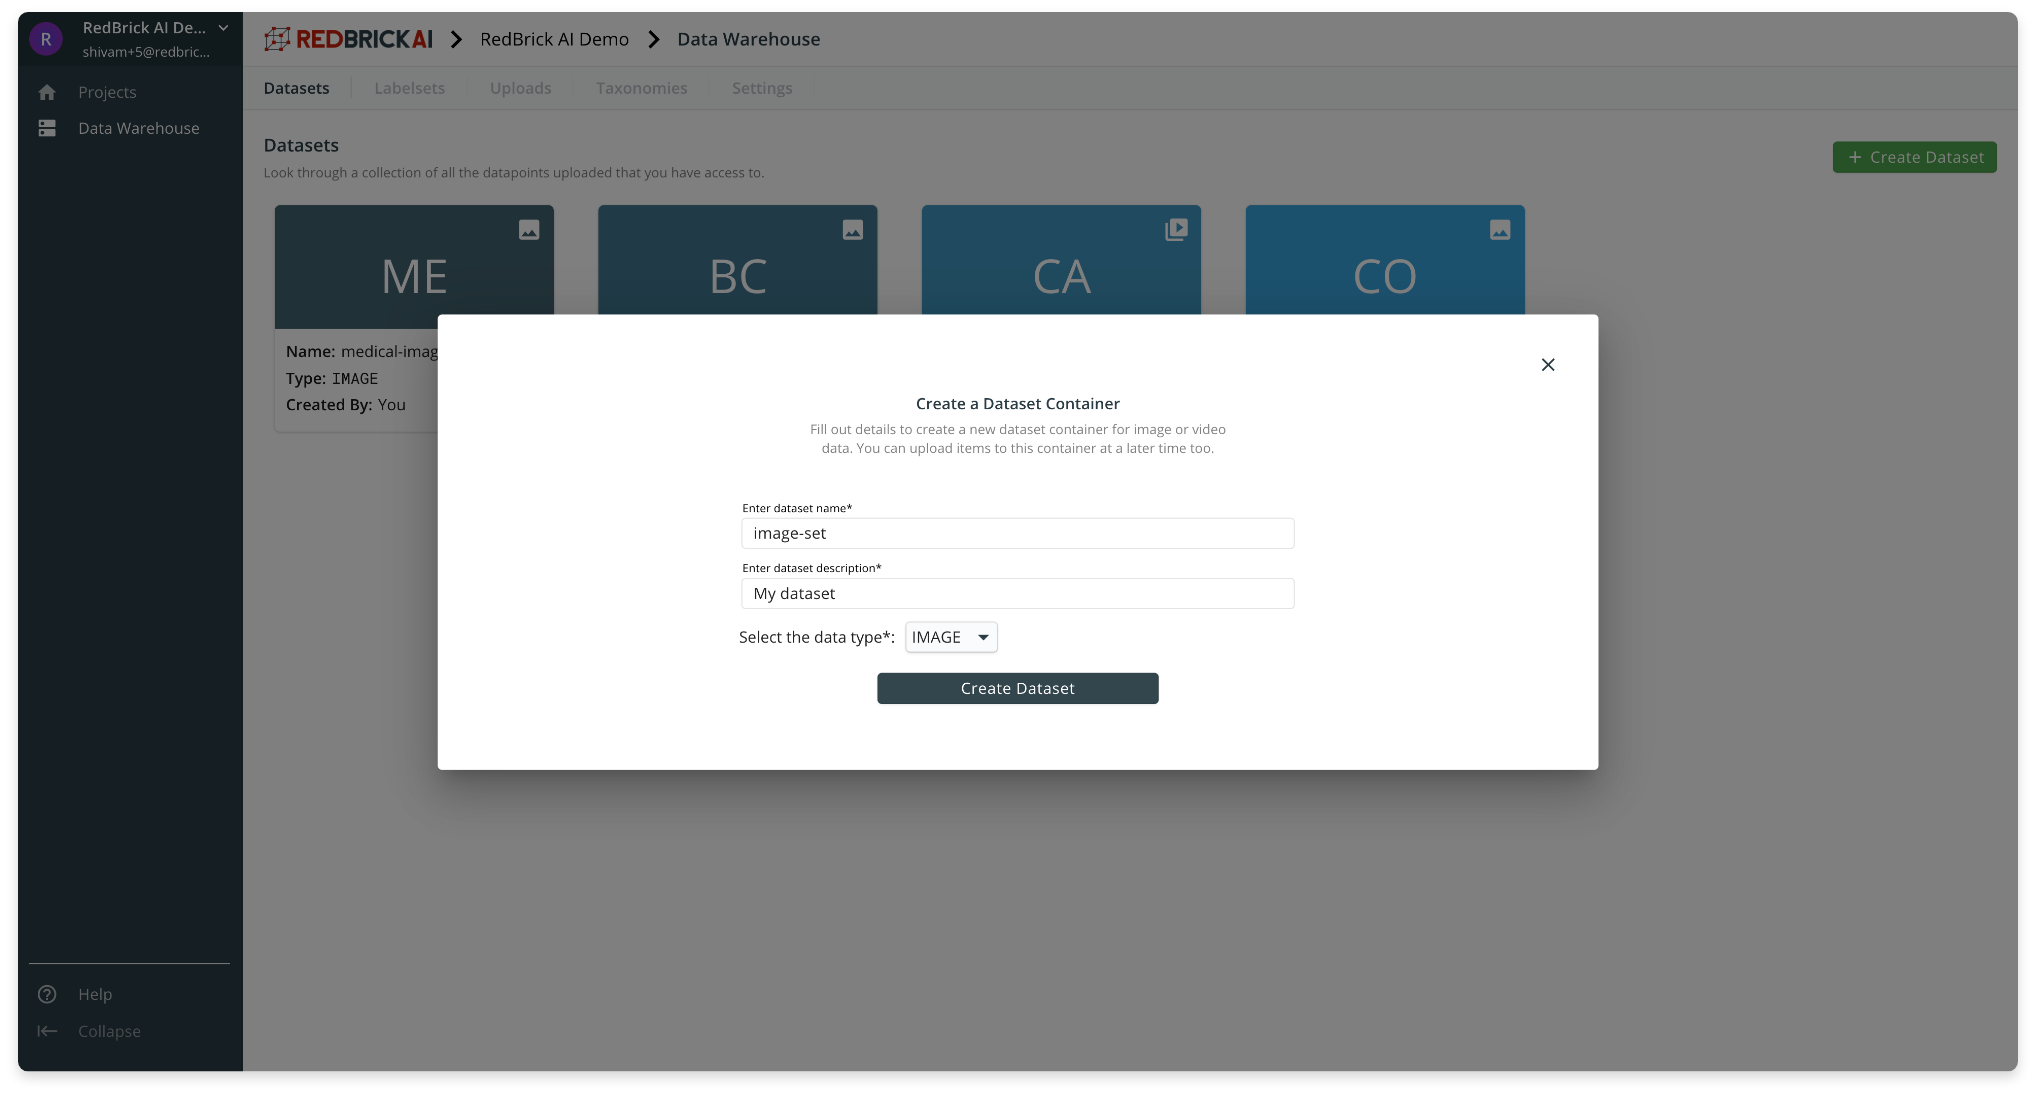 R
RedBrick AI De...
shivam+5@redbric...
Projects
Data Warehouse
REDBRICKAI
RedBrick AI Demo
Data Warehouse
Datasets
Labelsets
Uploads
Taxonomies
Settings
Datasets
Look through a collection of all the datapoints uploaded that you have access to.
+ Create Dataset
ME
BC
CA
CO
Name: medical-imag
Type: IMAGE
Created By: You
Create a Dataset Container
Fill out details to create a new dataset container for image or video
data. You can upload items to this container at a later time too.
Enter dataset name*
image-set
Enter dataset description*
My dataset
Select the data type*: IMAGE
Create Dataset
Help
Collapse